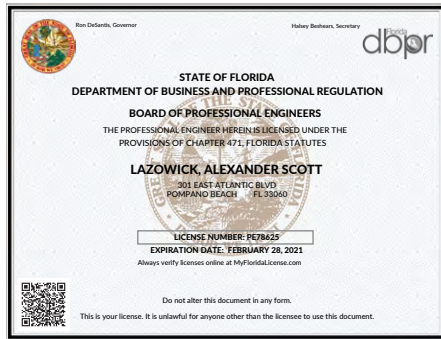 Ron DeSantis, Governor
Halsey Beshears, Secretary
Florida
dbpr
STATE OF FLORIDA
DEPARTMENT OF BUSINESS AND PROFESSIONAL REGULATION
BOARD OF PROFESSIONAL ENGINEERS
THE PROFESSIONAL ENGINEER HEREIN IS LICENSED UNDER THE
PROVISIONS OF CHAPTER 471, FLORIDA STATUTES
LAZOWICK, ALEXANDER SCOTT
301 EAST ATLANTIC BLVD
POMPANO BEACH FL 33060
LICENSE NUMBER: PE78625
EXPIRATION DATE: FEBRUARY 28, 2021
Always verify licenses online at MyFloridaLicense.com
Do not alter this document in any form.
This is your license. It is unlawful for anyone other than the licensee to use this document.